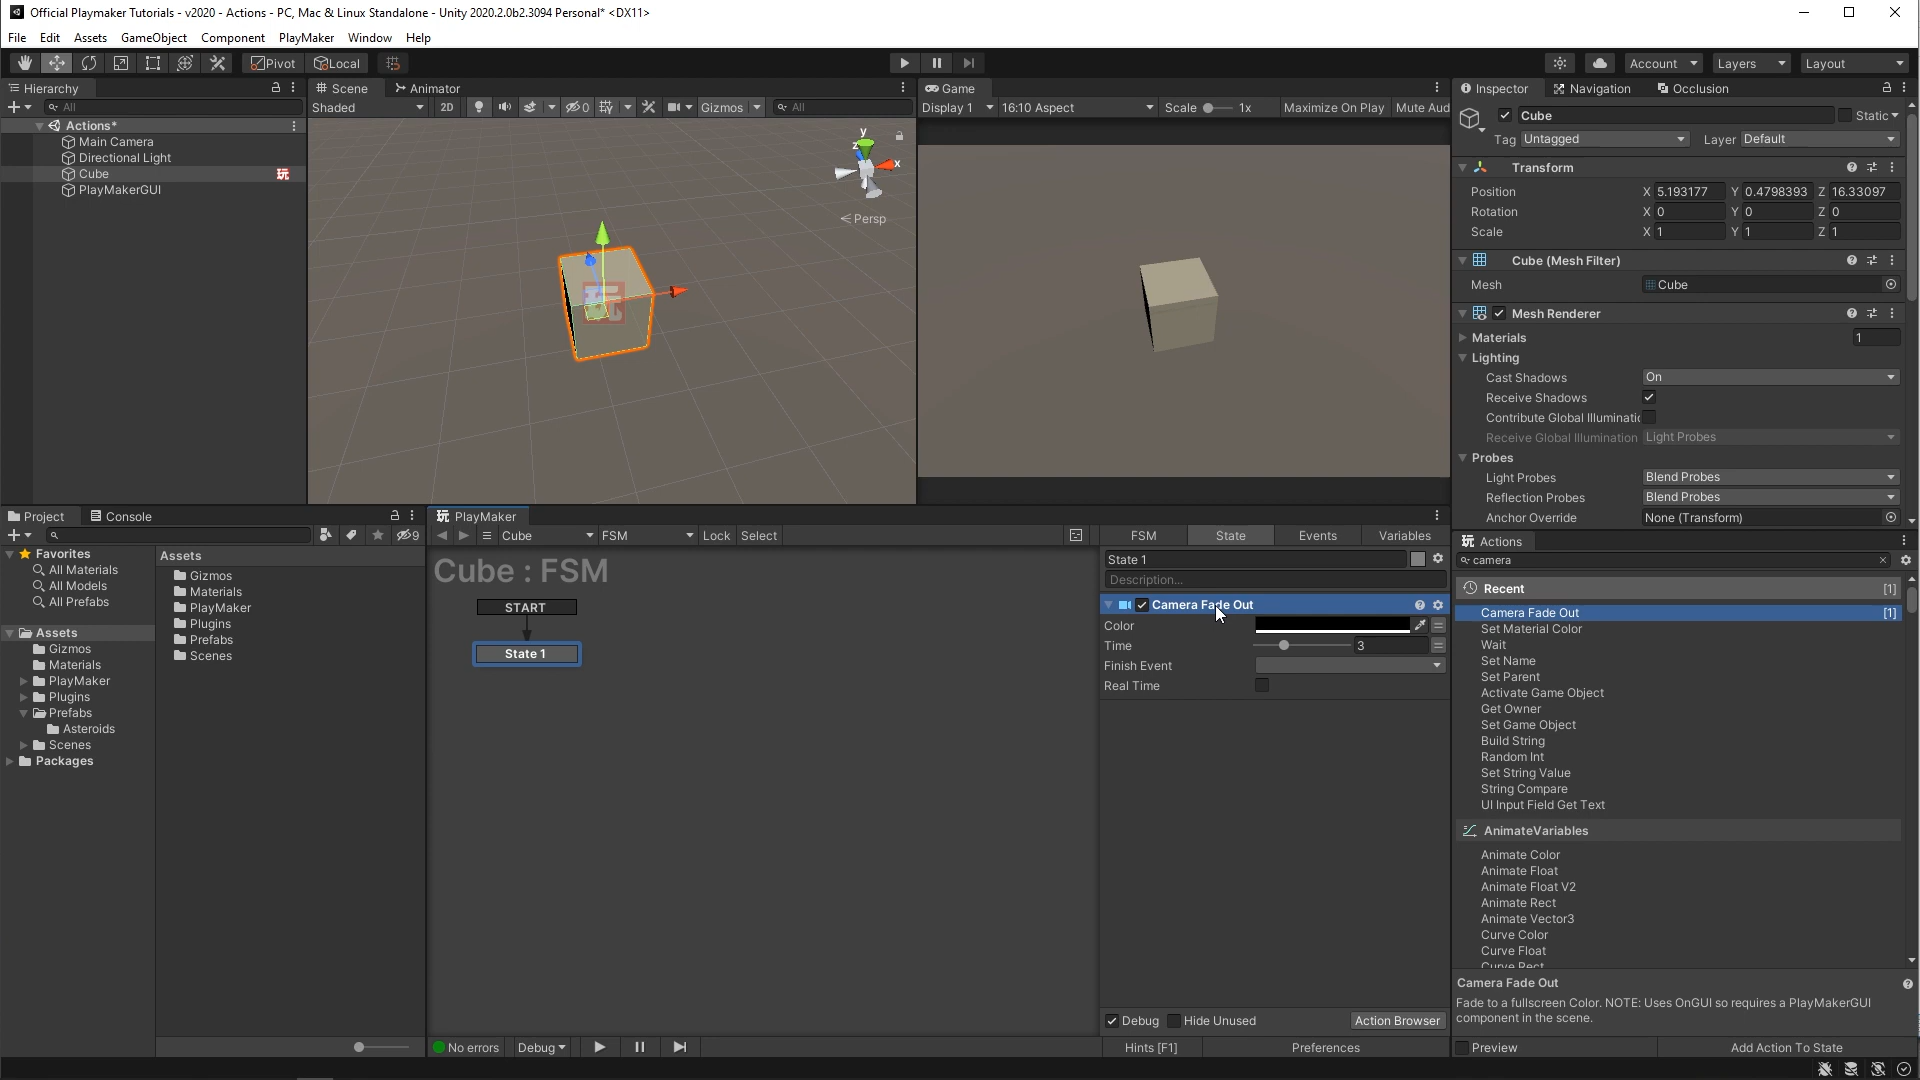 Official Playmaker Tutorials - v2020 - Actions - PC, Mac & Linux Standalone - Unity 2020.2.0b2.3094 Personal* <DX11>
File Edit Assets GameObject Component PlayMaker Window Help
Pivot Local
Account Layers Layout
Hierarchy
All
Actions*
Main Camera
Directional Light
Cube 玩
PlayMakerGUI
Scene Animator
Shaded 2D 0 Gizmos All
y
z
x
Persp
玩
Game
Display 1 16:10 Aspect Scale 1x Maximize On Play Mute Aud
Inspector Navigation Occlusion
Cube Static
Tag Untagged Layer Default
Transform
Position X 5.193177 Y 0.4798393 Z 16.33097
Rotation X 0 Y 0 Z 0
Scale X 1 Y 1 Z 1
Cube (Mesh Filter)
Mesh Cube
Mesh Renderer
Materials 1
Lighting
Cast Shadows On
Receive Shadows
Contribute Global Illuminatio
Receive Global Illumination Light Probes
Probes
Light Probes Blend Probes
Reflection Probes Blend Probes
Anchor Override None (Transform)
Project Console
9
Favorites
All Materials
All Models
All Prefabs
Assets
Gizmos
Materials
PlayMaker
Plugins
Prefabs
Asteroids
Scenes
Packages
Assets
Gizmos
Materials
PlayMaker
Plugins
Prefabs
Scenes
玩 PlayMaker
Cube FSM Lock Select
Cube : FSM
START
State 1
No errors Debug
FSM State Events Variables
State 1
Description...
Camera Fade Out
Color
Time 3
Finish Event
Real Time
Debug Hide Unused Action Browser
Hints [F1] Preferences
玩 Actions
camera
Recent [1]
Camera Fade Out [1]
Set Material Color
Wait
Set Name
Set Parent
Activate Game Object
Get Owner
Set Game Object
Build String
Random Int
Set String Value
String Compare
UI Input Field Get Text
AnimateVariables
Animate Color
Animate Float
Animate Float V2
Animate Rect
Animate Vector3
Curve Color
Curve Float
Curve Rect
Camera Fade Out
Fade to a fullscreen Color. NOTE: Uses OnGUI so requires a PlayMakerGUI
component in the scene.
Preview Add Action To State